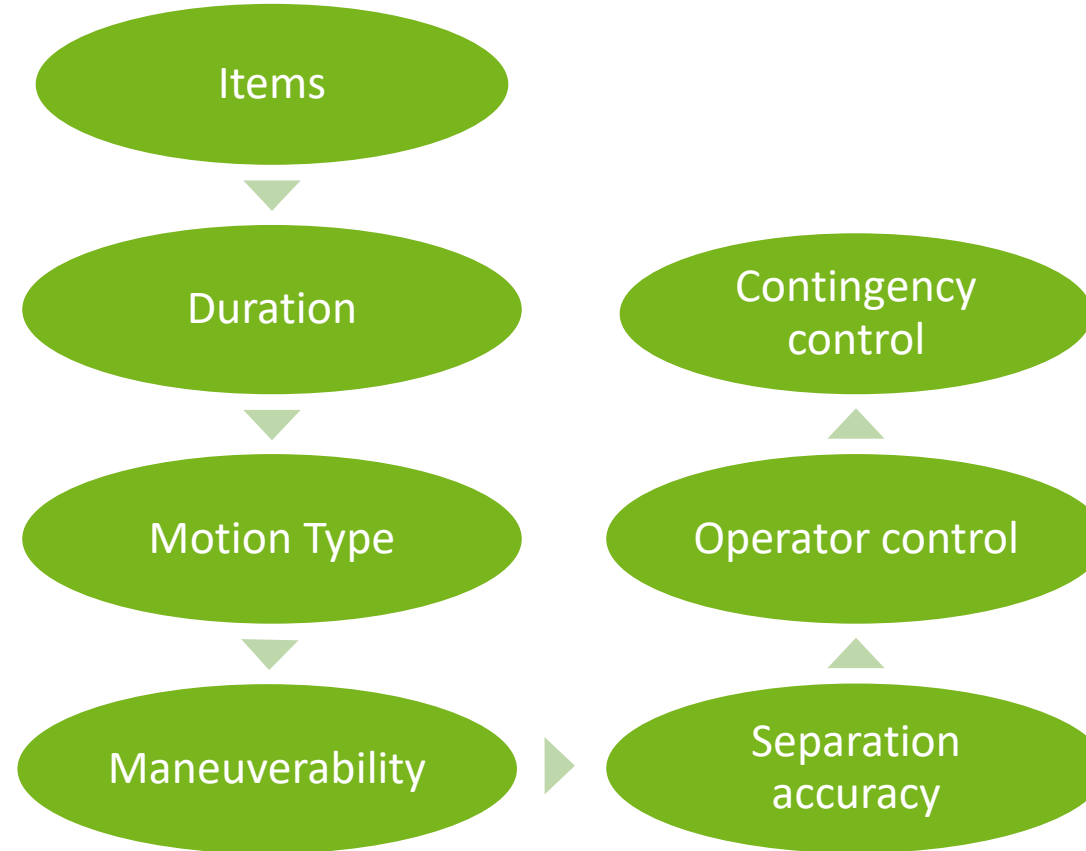 Items
Duration
Motion Type
Maneuverability
Separation
accuracy
Operator control
Contingency
control